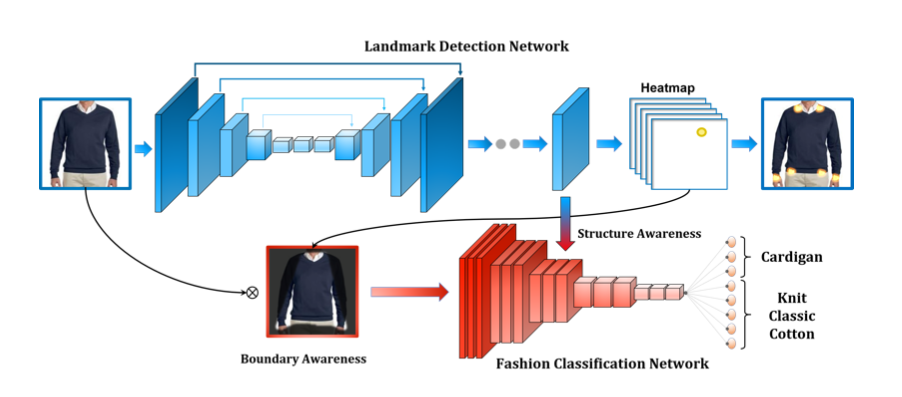 Landmark Detection Network
Heatmap
Structure Awareness
Cardigan
Knit
Classic
Cotton
Boundary Awareness
Fashion Classification Network